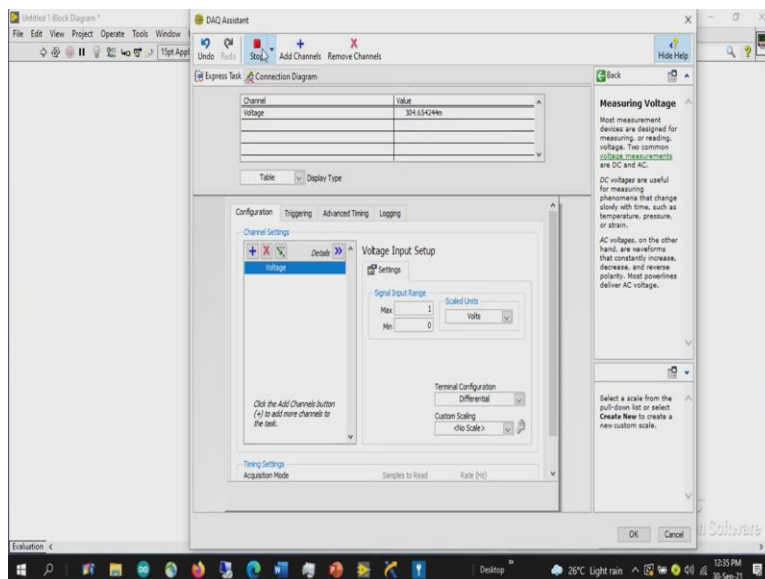 Untitled 1 Block Diagram *
File Edit View Project Operate Tools Window
15pt Appl
DAQ Assistant
Undo Redo Stop Add Channels Remove Channels
Hide Help
Express Task Connection Diagram
Channel Value
Voltage 304.654244m
Table Display Type
Configuration Triggering Advanced Timing Logging
Channel Settings
Details
Voltage
Click the Add Channels button
(+) to add more channels to
the task.
Voltage Input Setup
Settings
Signal Input Range
Max 1
Min 0
Scaled Units
Volts
Terminal Configuration
Differential
Custom Scaling
<No Scale>
Timing Settings
Acquisition Mode Samples to Read Rate (Hz)
Back
Measuring Voltage
Most measurement
devices are designed for
measuring, or reading,
voltage. Two common
voltage measurements
are DC and AC.
DC voltages are useful
for measuring
phenomena that change
slowly with time, such as
temperature, pressure,
or strain.
AC voltages, on the other
hand, are waveforms
that constantly increase,
decrease, and reverse
polarity. Most powerlines
deliver AC voltage.
Select a scale from the
pull-down list or select
Create New to create a
new custom scale.
OK Cancel
Software
Evaluation
Desktop
26°C Light rain
12:35 PM
30-Sep-21